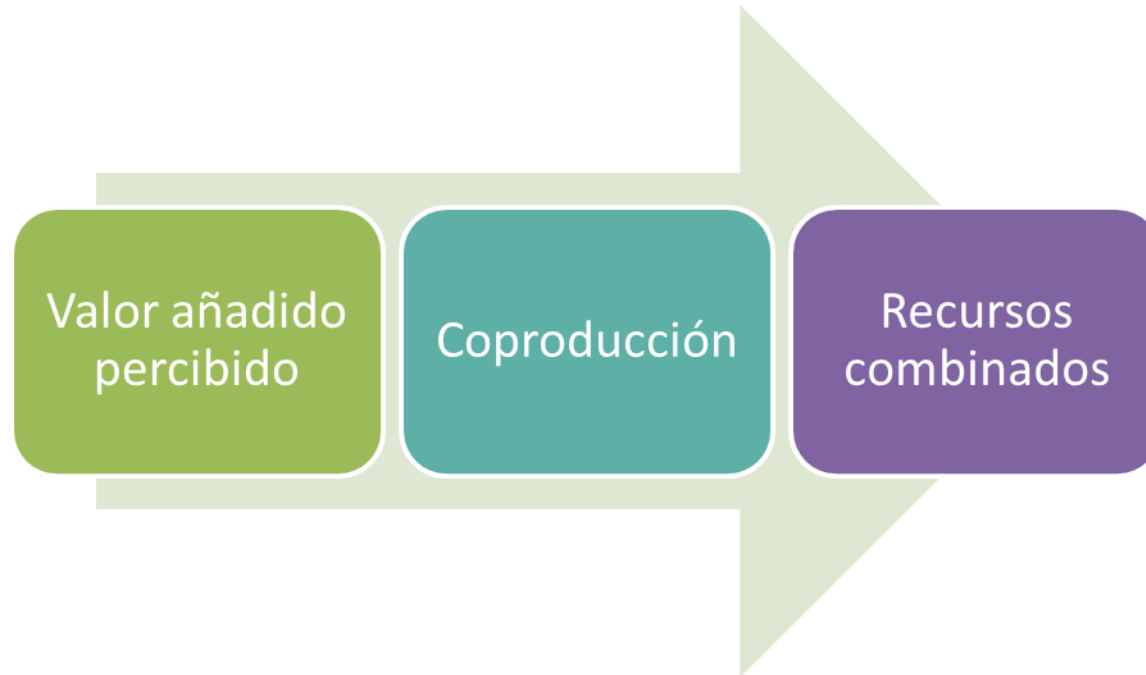 Valor añadido
percibido
Coproducción
Recursos
combinados